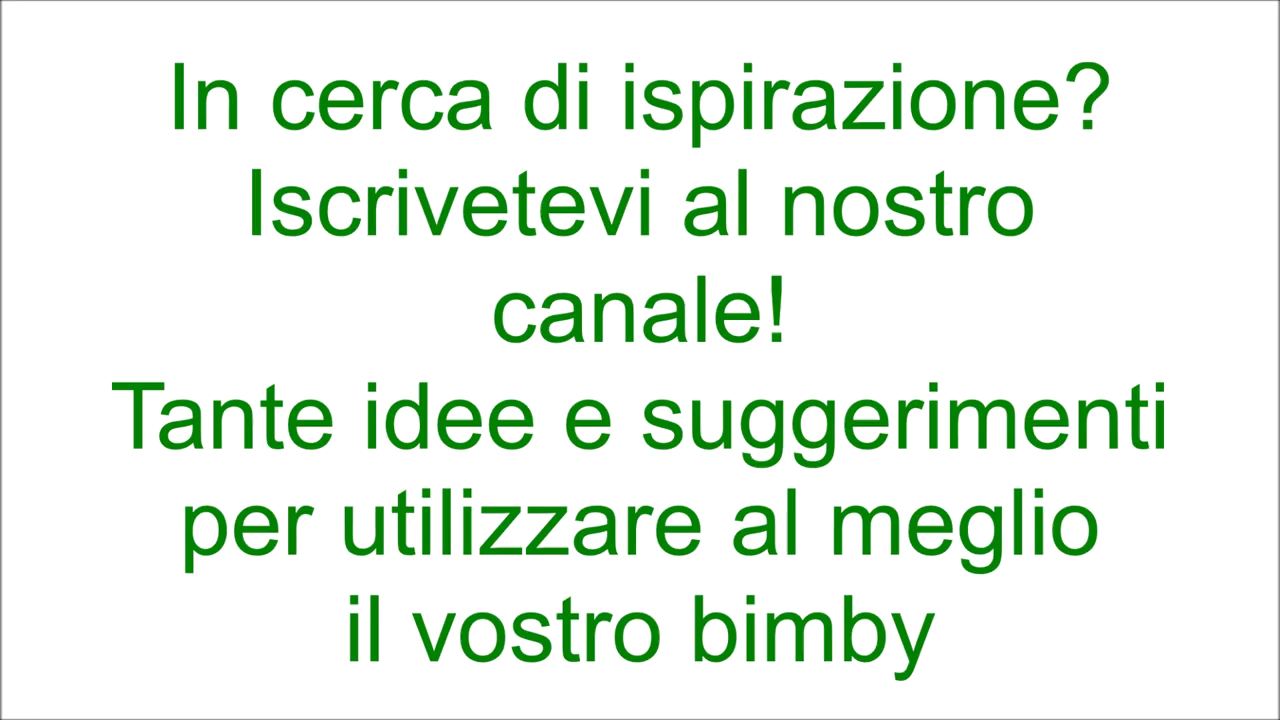 In cerca di ispirazione?
Iscrivetevi al nostro
canale!
Tante idee e suggerimenti
per utilizzare al meglio
il vostro bimby